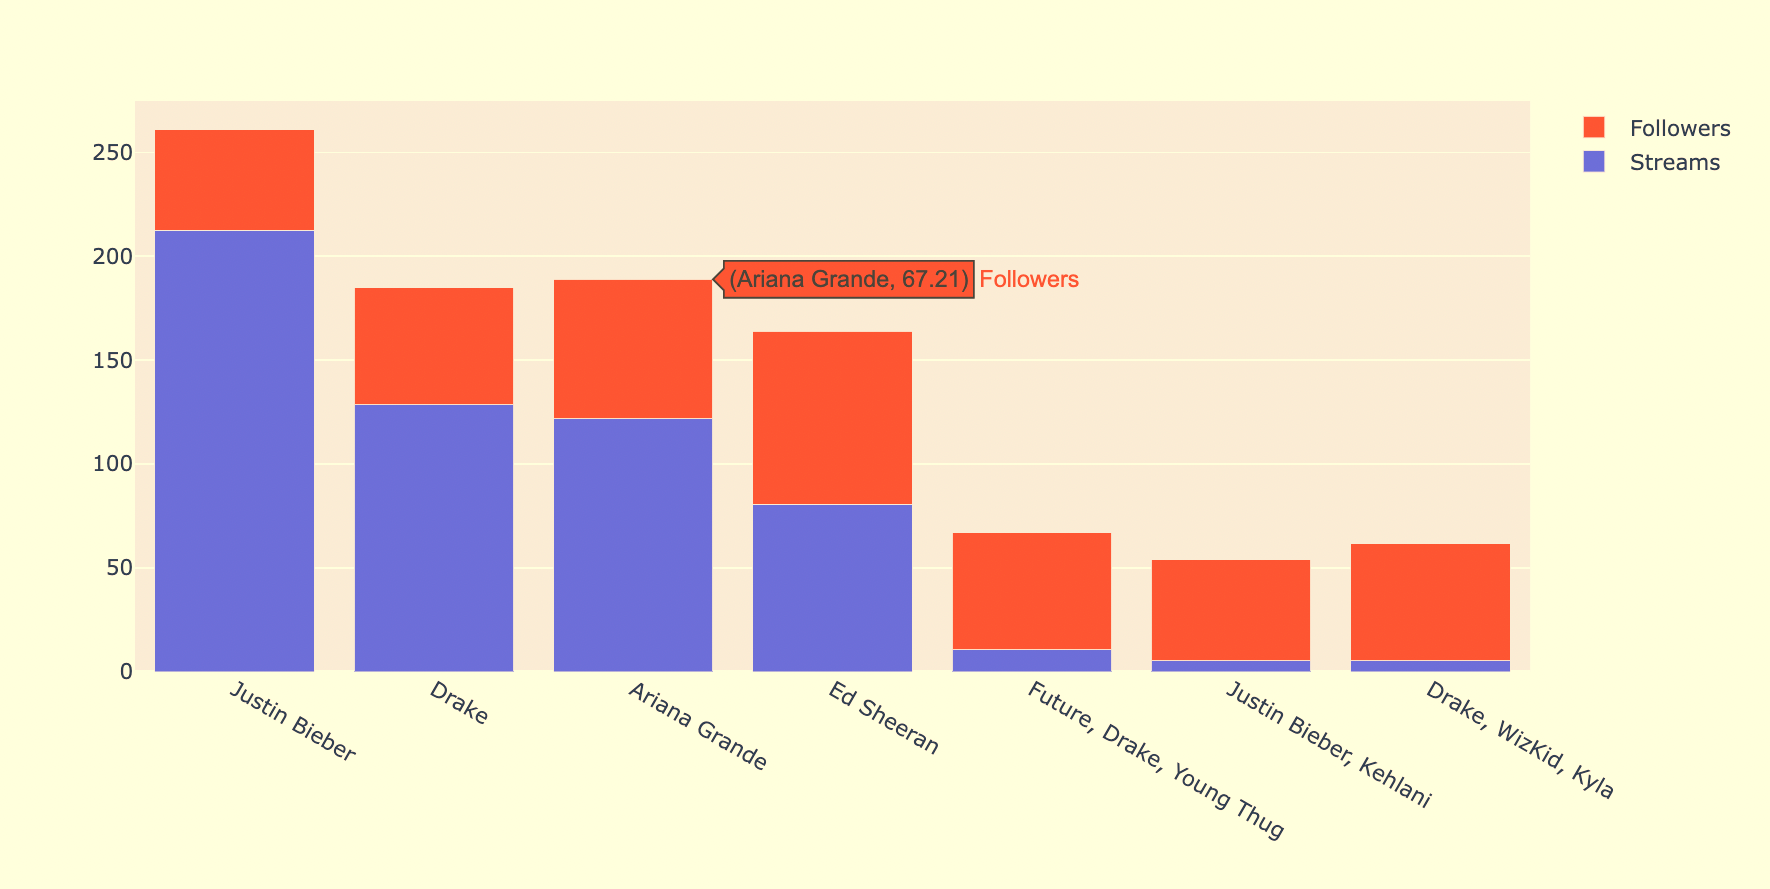 250
200
150
100
50
0
Followers
Streams
(Ariana Grande, 67.21) Followers
Justin Bieber
Drake
Ariana Grande
Ed Sheeran
Future, Drake, Young Thug
Justin Bieber, Kehlani
Drake, WizKid, Kyla